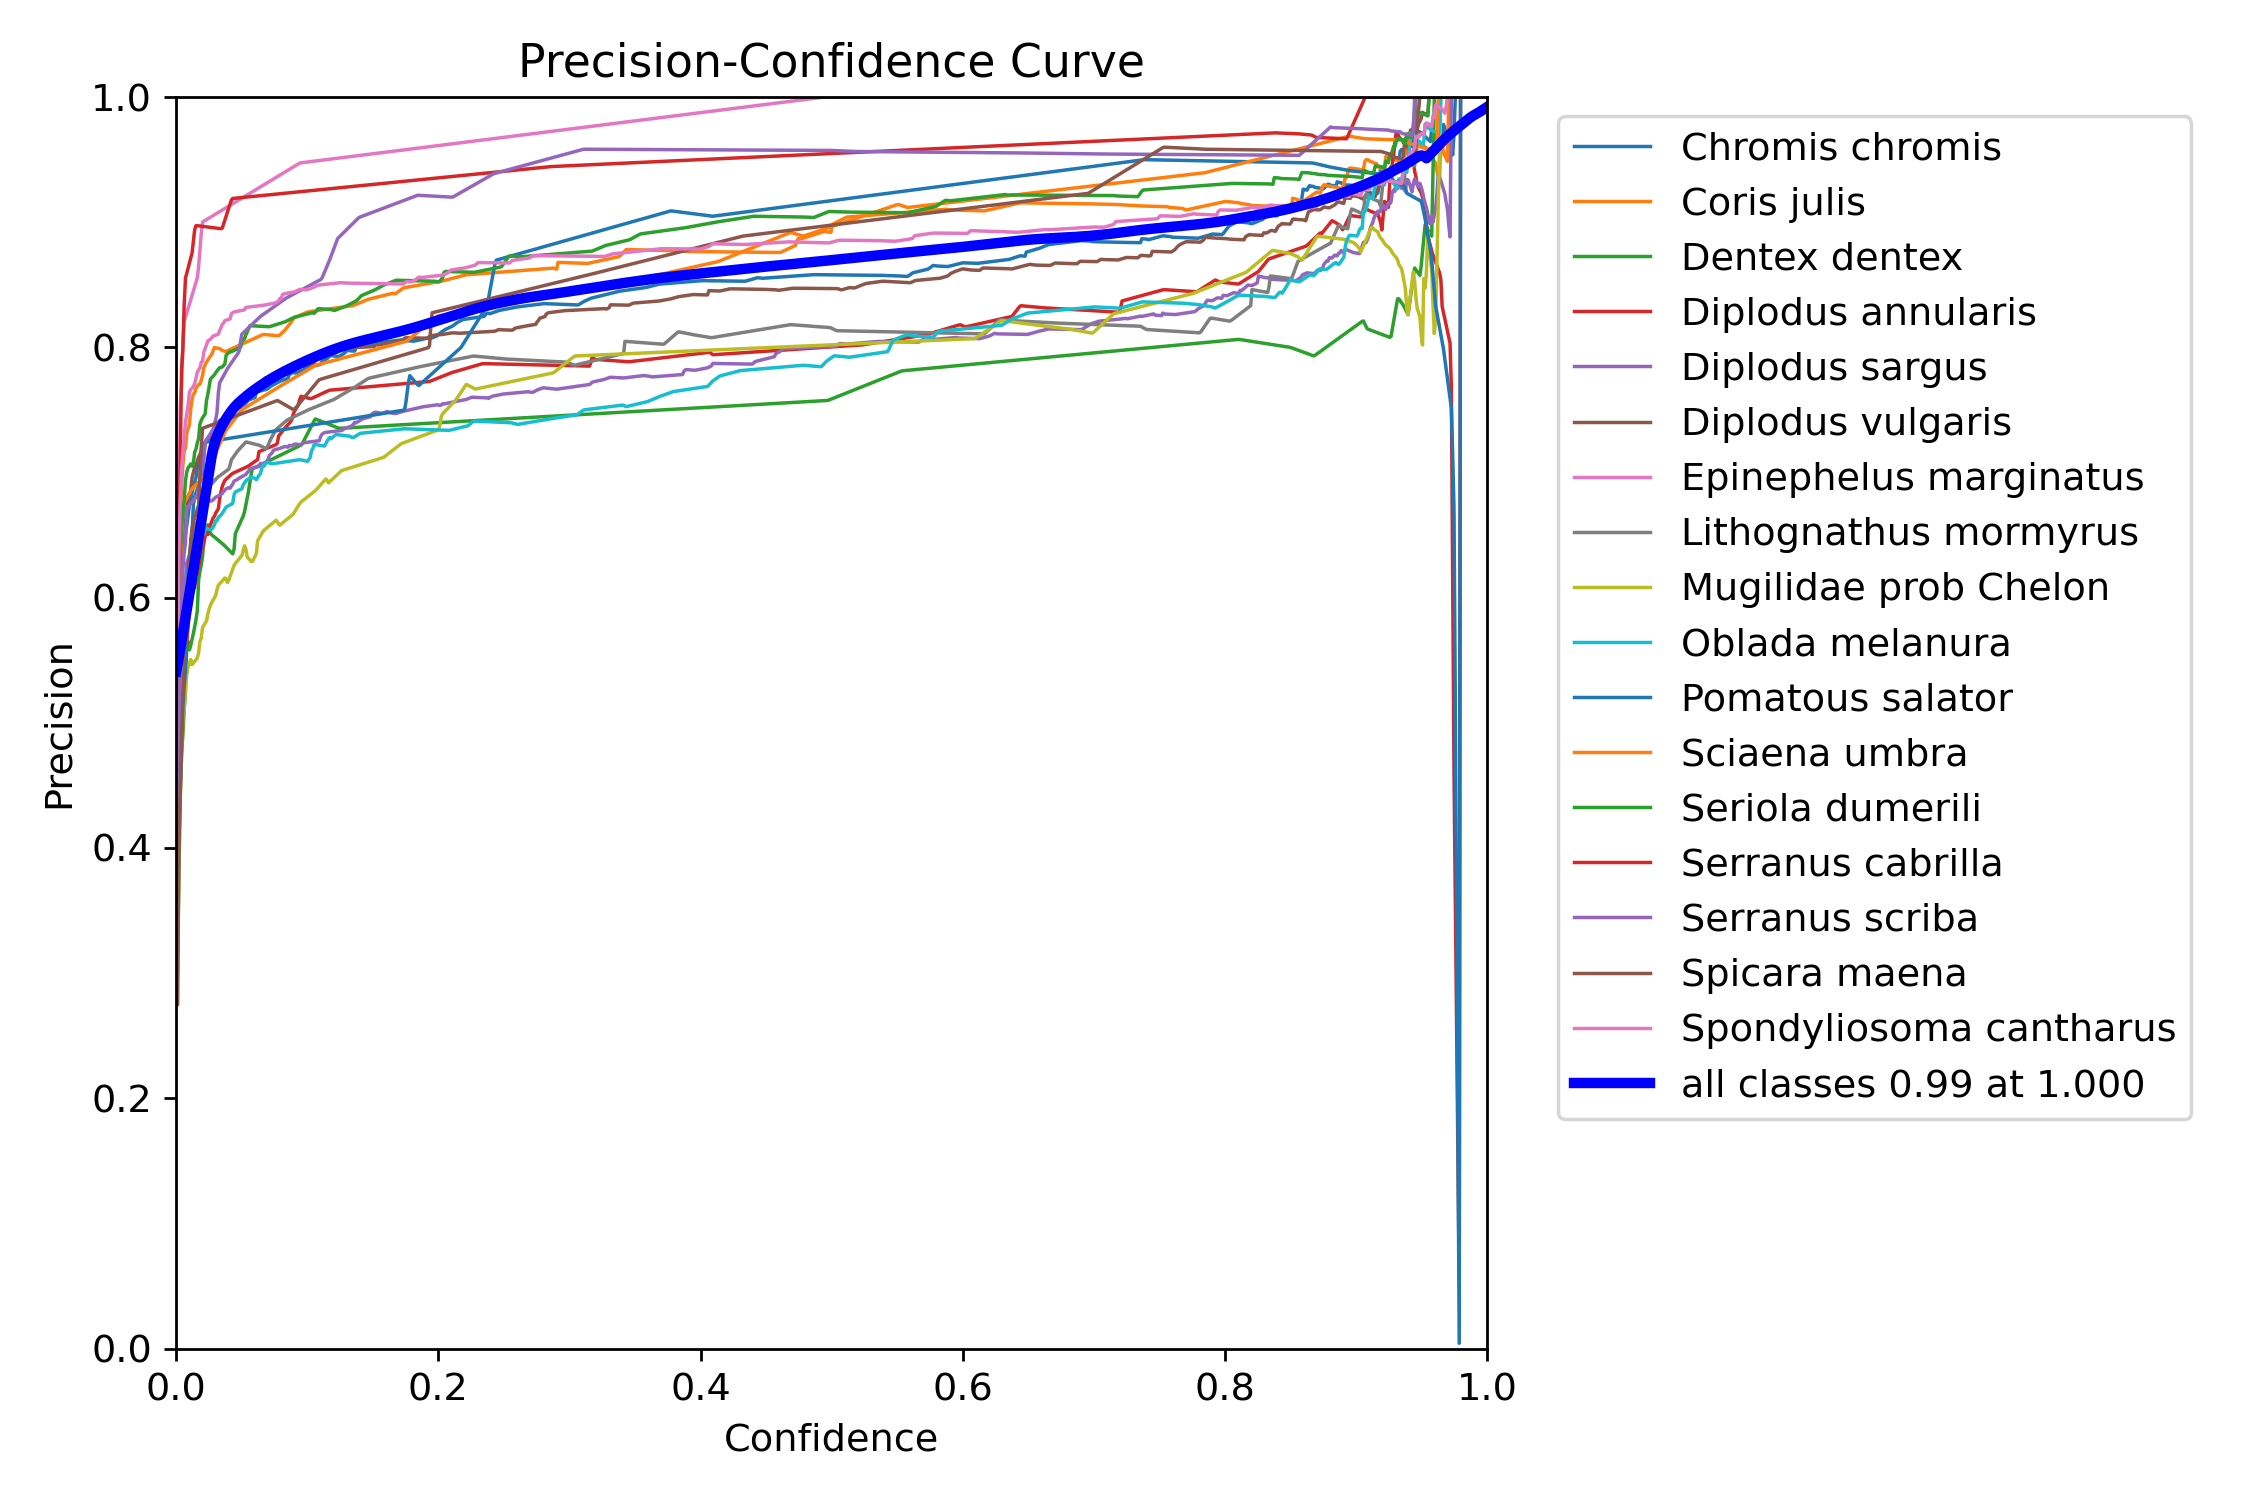 Precision-Confidence Curve
1.0
0.8
0.6
0.4
0.2
0.0
Precision
0.0 0.2 0.4 0.6 0.8 1.0
Confidence
Chromis chromis
Coris julis
Dentex dentex
Diplodus annularis
Diplodus sargus
Diplodus vulgaris
Epinephelus marginatus
Lithognathus mormyrus
Mugilidae prob Chelon
Oblada melanura
Pomatous salator
Sciaena umbra
Seriola dumerili
Serranus cabrilla
Serranus scriba
Spicara maena
Spondyliosoma cantharus
all classes 0.99 at 1.000